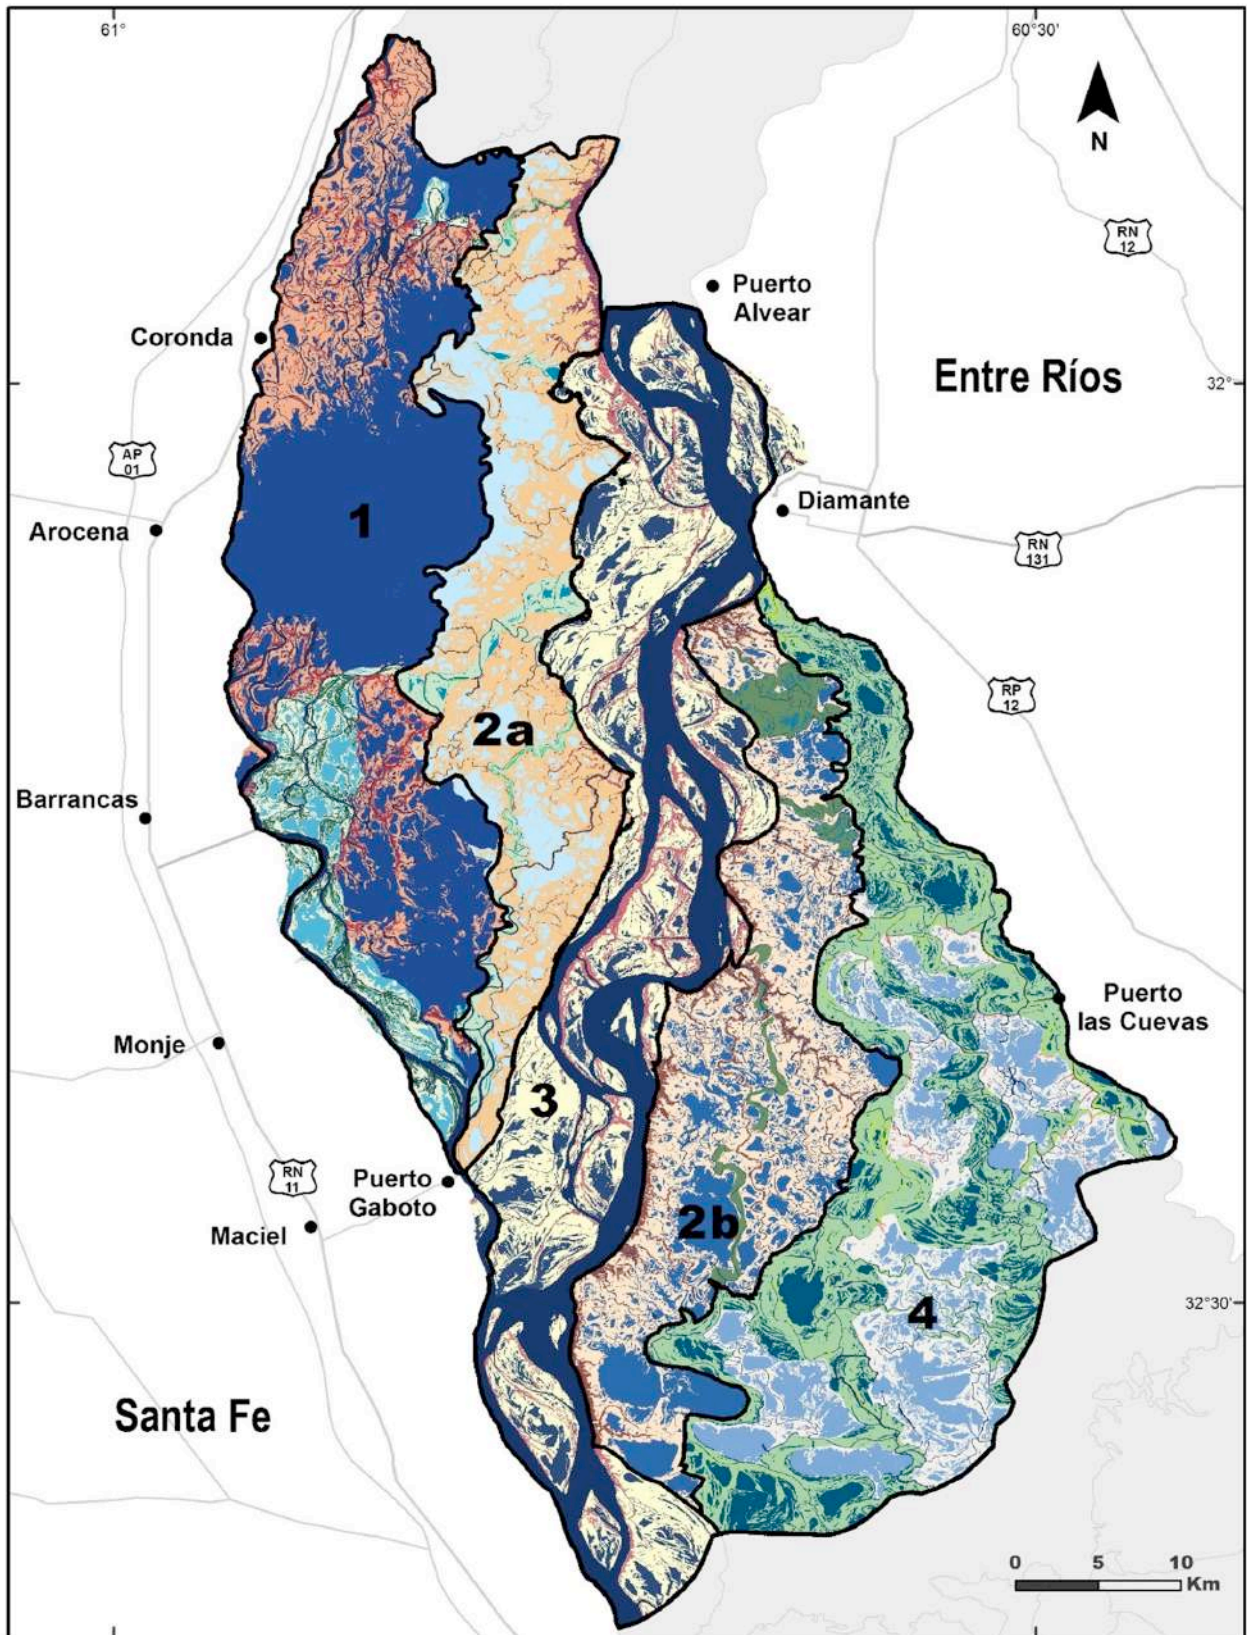 61°
60°30'
N
RN
12
Puerto
Alvear
Coronda
Entre Ríos
32°
AP
01
1
Diamante
Arocena
RN
131
RP
12
2a
Barrancas
Puerto
las Cuevas
Monje
3
RN
11
Puerto
Gaboto
2b
Maciel
32°30'
4
Santa Fe
0 5 10
Km